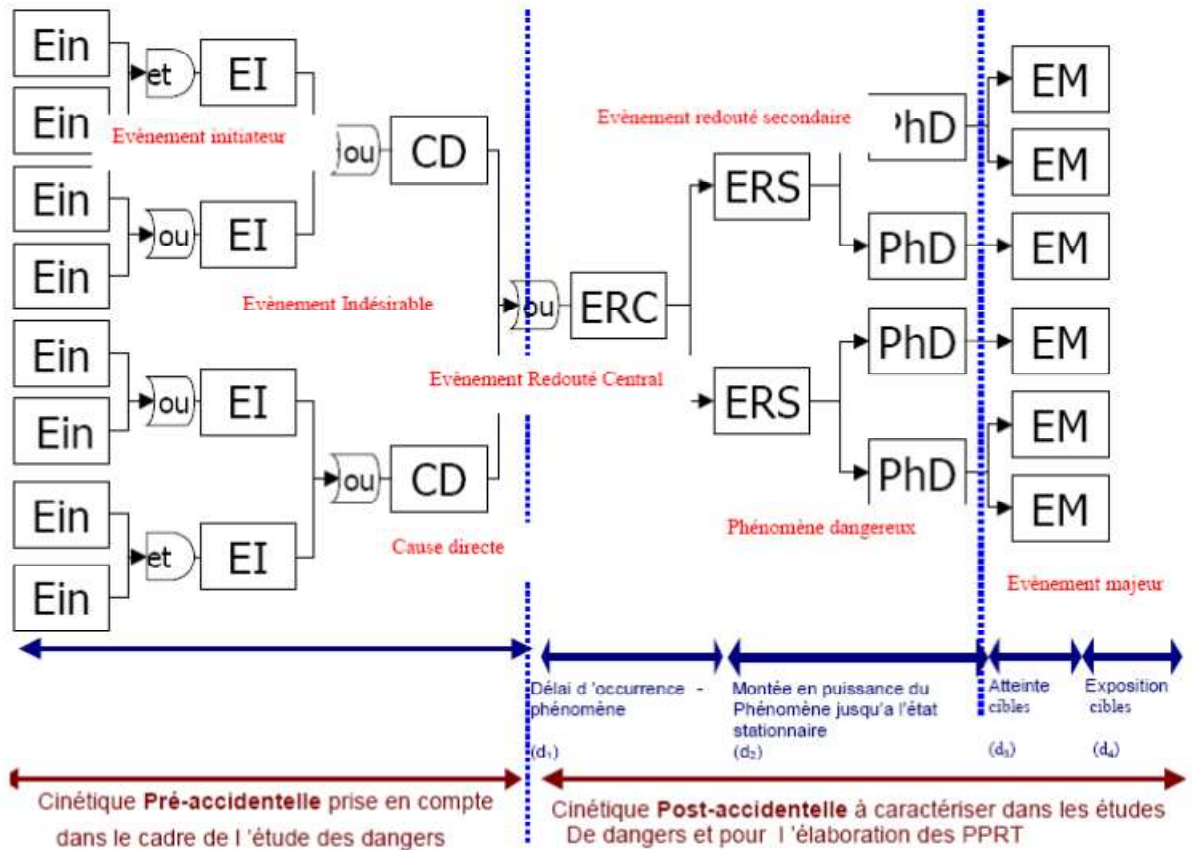 Ein
et
EI
EM
Ein
Evènement initiateur
Evènement redouté secondaire
PhD
ou
CD
EM
Ein
ERS
ou
EI
PhD
EM
Ein
Evènement Indésirable
ou
ERC
Ein
PhD
EM
Evènement Redouté Central
ou
EI
ERS
Ein
EM
ou
CD
PhD
Ein
EM
Phénomène dangereux
et
EI
Cause directe
Ein
Evènement majeur
Délai d 'occurrence -
phénomène
(d₁)
Montée en puissance du
Phénomène jusqu'a l'état
stationnaire
(d₂)
Atteinte
cibles
(d₃)
Exposition
cibles
(d₄)
Cinétique Pré-accidentelle prise en compte
dans le cadre de l 'étude des dangers
Cinétique Post-accidentelle à caractériser dans les études
De dangers et pour l 'élaboration des PPRT